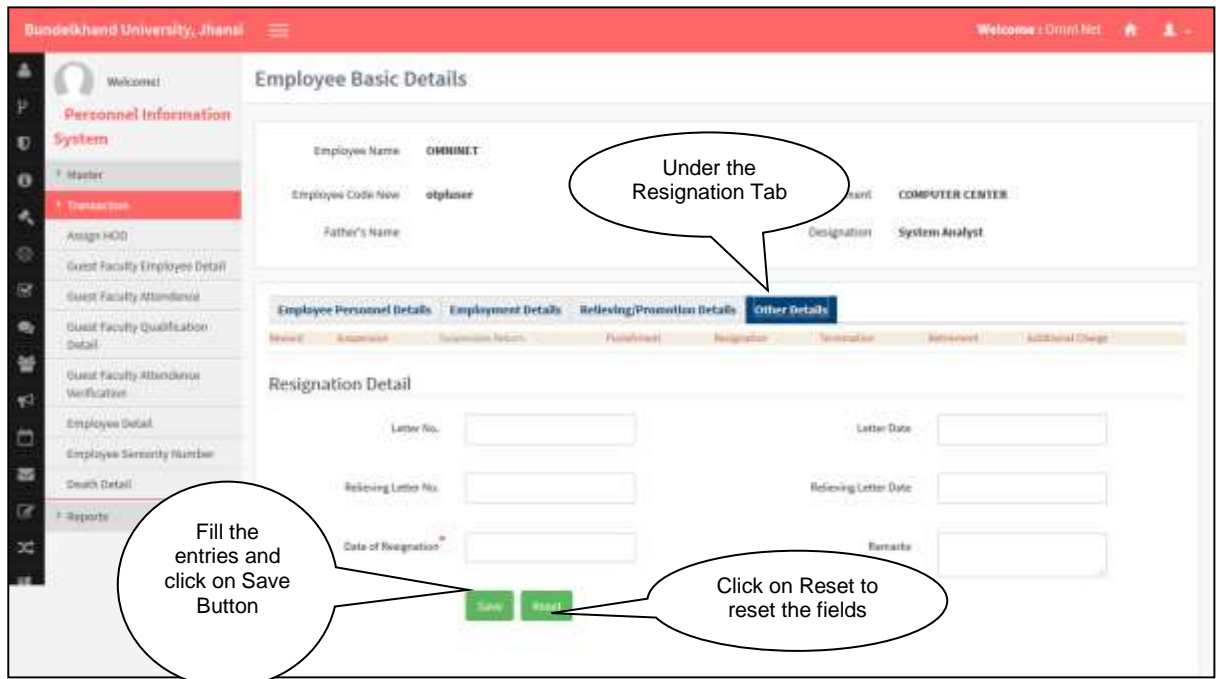 Bundelkhand University, Jhansi
Welcome : Omni Net
Welcome!
Personnel Information
System
Master
Transaction
Assign HOD
Guest Faculty Employee Detail
Guest Faculty Attendence
Guest Faculty Qualification
Detail
Guest Faculty Attendence
Verification
Employee Detail
Employee Seniority Number
Death Detail
Reports
Employee Basic Details
Employee Name OMNINET
Employee Code New otpluser
COMPUTER CENTER
Father's Name
Designation System Analyst
Under the
Resignation Tab
Employee Personnel Details Employment Details Relieving/Promotion Details Other Details
Reward Suspension Suspension Return Punishment Resignation Termination Retirement Additional Charge
Resignation Detail
Letter No. Letter Date
Relieving Letter No. Relieving Letter Date
Date of Resignation* Remarks
Save Reset
Fill the
entries and
click on Save
Button
Click on Reset to
reset the fields